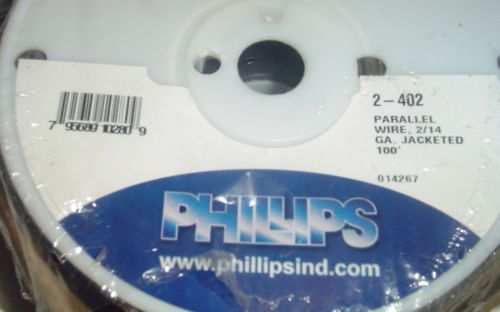 2-402
PARALLEL
WIRE, 2/14
GA. JACKETED
100'
014267
7 95689 10280 9
PHILLIPS
www.phillipsind.com